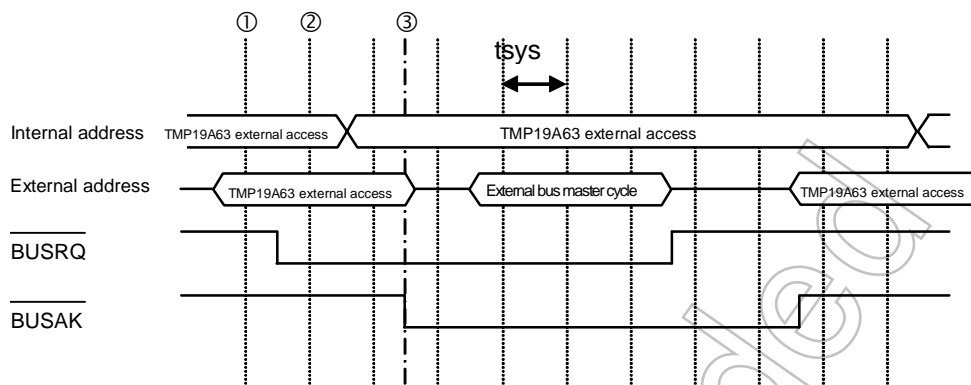 ① ② ③
tsys
Internal address TMP19A63 external access TMP19A63 external access
External address TMP19A63 external access External bus master cycle TMP19A63 external access
BUSRQ
BUSAK
ded